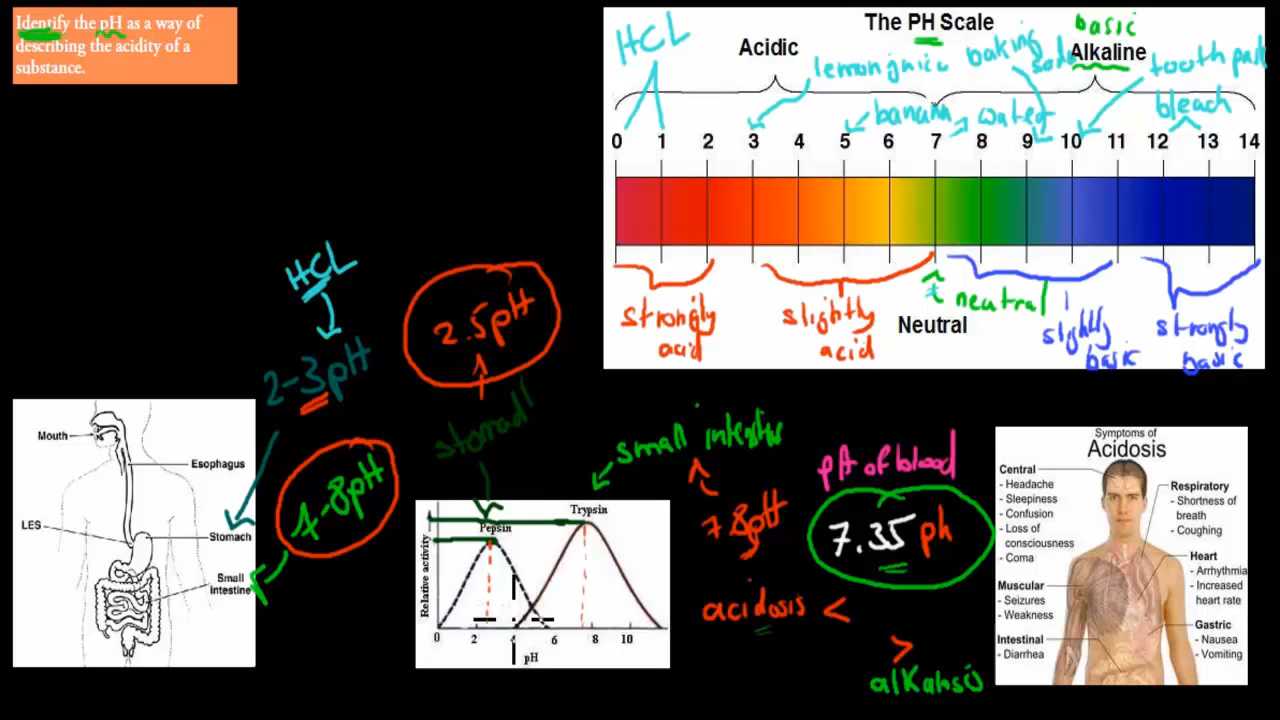 Identify the pH as a way of
describing the acidity of a
substance.
The PH Scale
basic
Acidic
Alkaline
HCL
lemonjuice
baking
soda
tooth past
banana
water
bleach
0 1 2 3 4 5 6 7 8 9 10 11 12 13 14
strongly
acid
slightly
acid
neutral
Neutral
slightly
basic
strongly
basic
HCL
2-3pH
2.5pH
4-8pH
Mouth
Esophagus
LES
Stomach
Small
Intestine
small intestine
Pepsin
Trypsin
Relative activity
0 2 4 6 8 10
pH
7.8pH
pH of blood
7.35 ph
acidosis <
>
Symptoms of
Acidosis
Central
- Headache
- Sleepiness
- Confusion
- Loss of
consciousness
- Coma
Muscular
- Seizures
- Weakness
Intestinal
- Diarrhea
Respiratory
- Shortness of
breath
- Coughing
Heart
- Arrhythmia
- Increased
heart rate
Gastric
- Nausea
- Vomiting